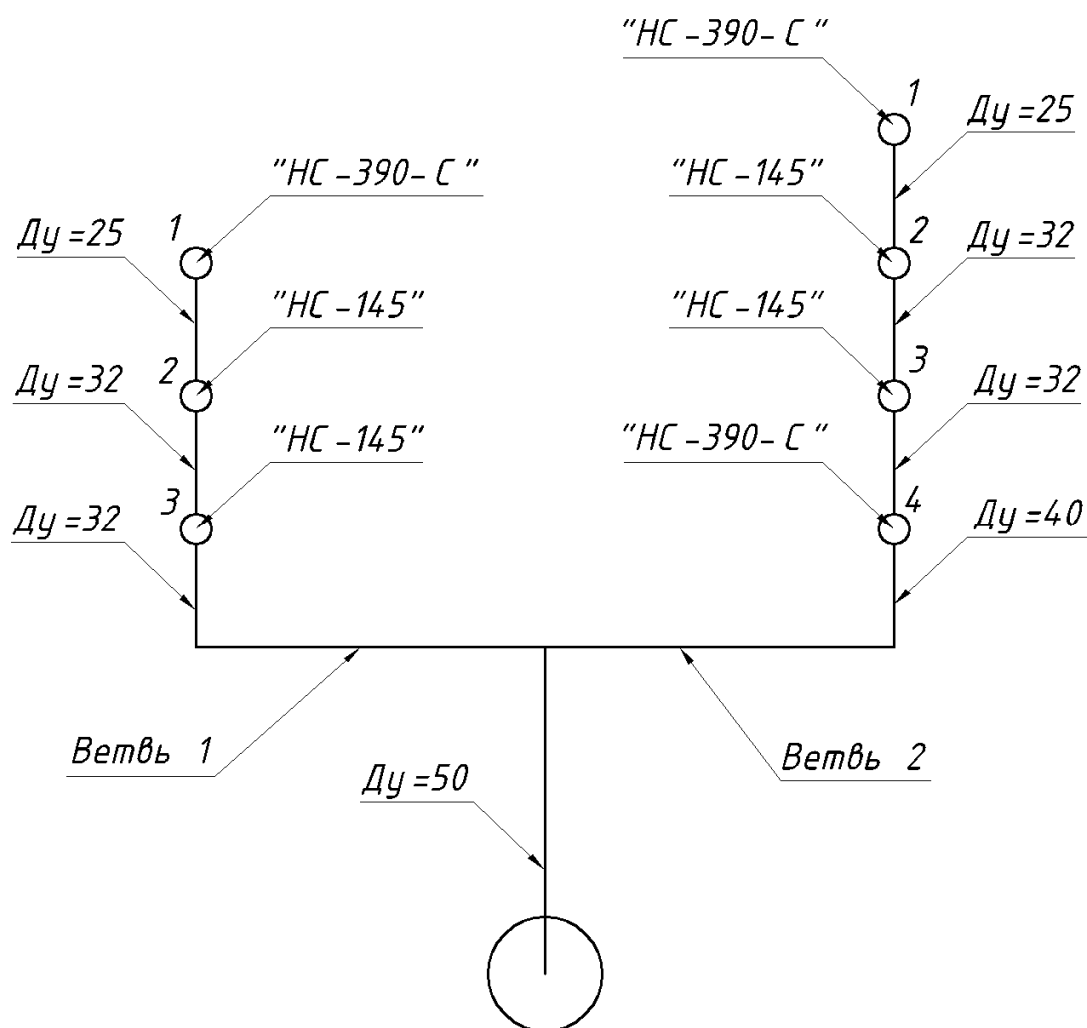 "НС-390-С"
1
Ду=25
"НС-390-С"
"НС-145"
1
2
Ду=25
Ду=32
"НС-145"
"НС-145"
2
3
Ду=32
Ду=32
"НС-145"
"НС-390-С"
3
4
Ду=32
Ду=40
Ветвь 1
Ветвь 2
Ду=50